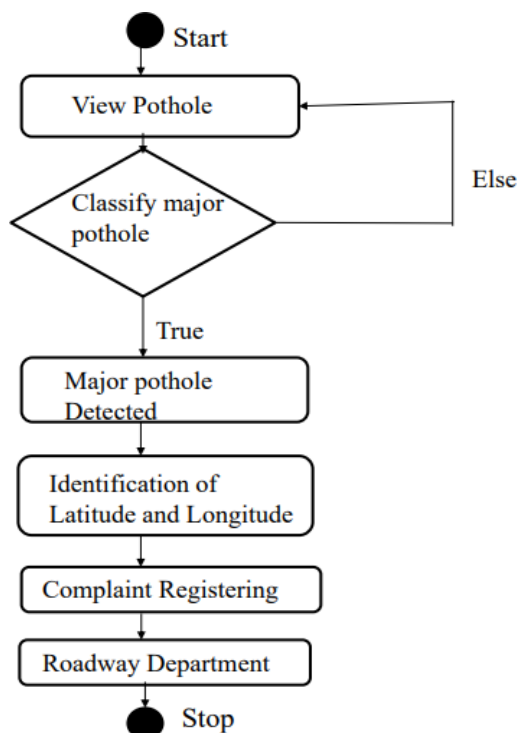 Start
View Pothole
Classify major
pothole
Else
True
Major pothole
Detected
Identification of
Latitude and Longitude
Complaint Registering
Roadway Department
Stop